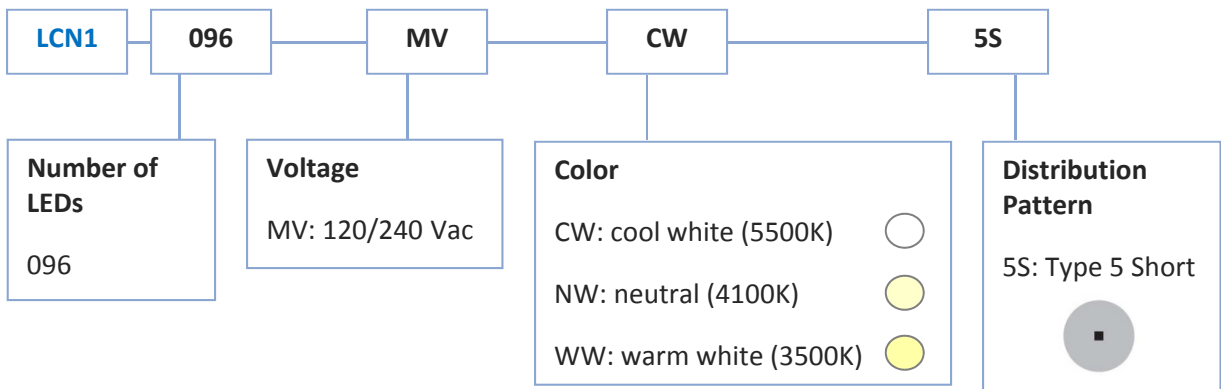 LCN1 096 MV CW 5S
Number of
LEDs
096
Voltage
MV: 120/240 Vac
Color
CW: cool white (5500K)
NW: neutral (4100K)
WW: warm white (3500K)
Distribution
Pattern
5S: Type 5 Short